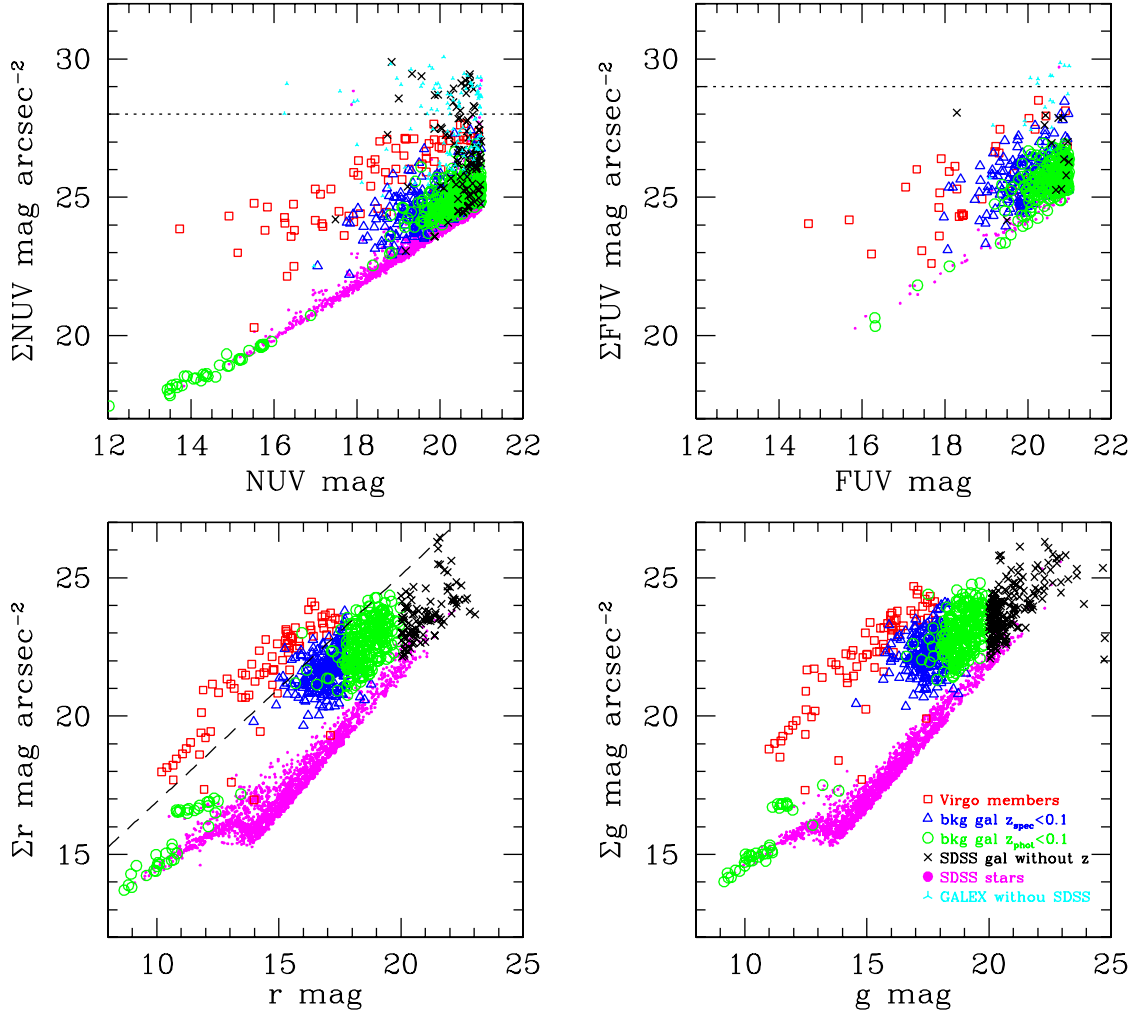 30
25
20
ΣNUV mag arcsec−2
12 14 16 18 20 22
NUV mag
30
25
20
ΣFUV mag arcsec−2
12 14 16 18 20 22
FUV mag
25
20
15
Σr mag arcsec−2
10 15 20 25
r mag
25
20
15
Σg mag arcsec−2
10 15 20 25
g mag
Virgo members
bkg gal zspec<0.1
bkg gal zphot<0.1
SDSS gal without z
SDSS stars
GALEX withou SDSS